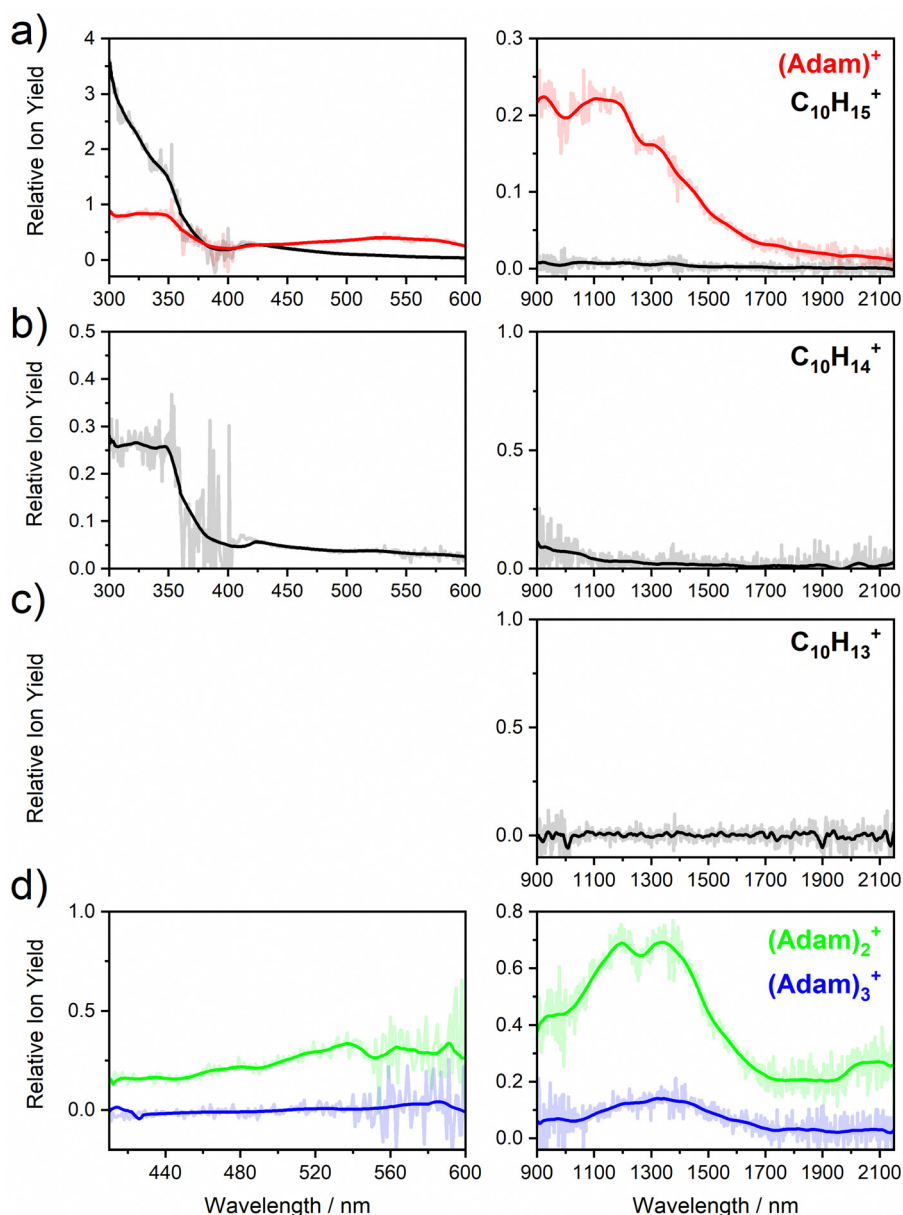 a)
Relative Ion Yield
4
3
2
1
0
300 350 400 450 500 550 600
0.3
0.2
0.1
0.0
900 1100 1300 1500 1700 1900 2100
(Adam)⁺
C₁₀H₁₅⁺
b)
Relative Ion Yield
0.5
0.4
0.3
0.2
0.1
0.0
300 350 400 450 500 550 600
1.0
0.5
0.0
900 1100 1300 1500 1700 1900 2100
C₁₀H₁₄⁺
c)
Relative Ion Yield
1.0
0.5
0.0
900 1100 1300 1500 1700 1900 2100
C₁₀H₁₃⁺
d)
Relative Ion Yield
1.0
0.5
0.0
440 480 520 560 600
Wavelength / nm
0.8
0.6
0.4
0.2
0.0
900 1100 1300 1500 1700 1900 2100
Wavelength / nm
(Adam)₂⁺
(Adam)₃⁺